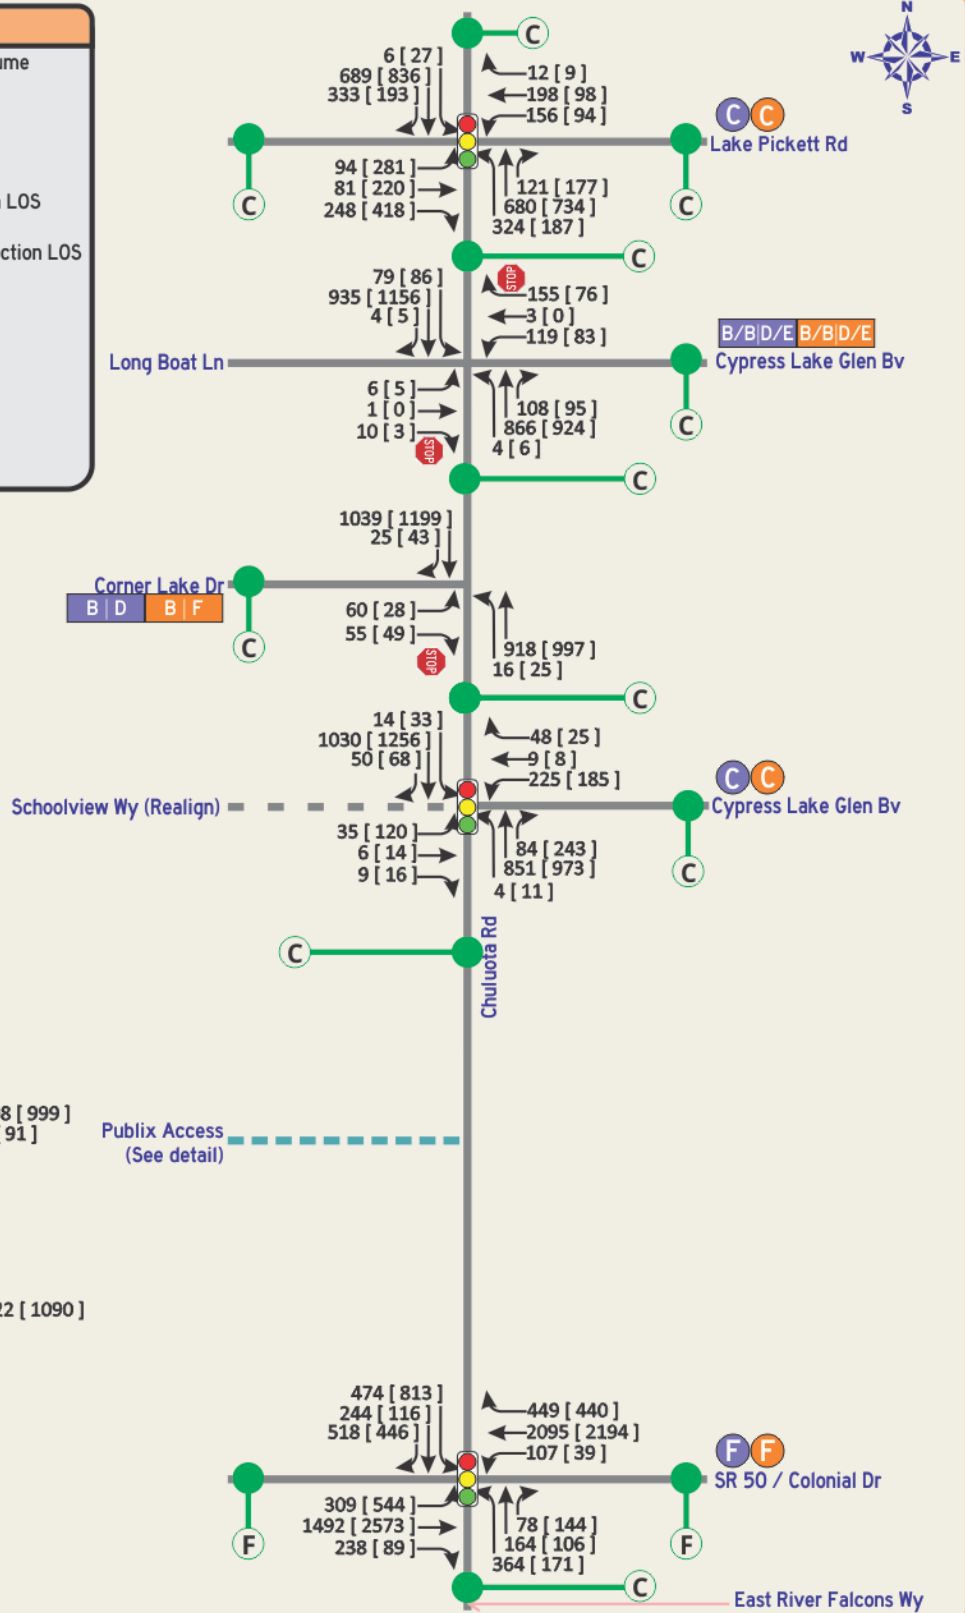 N
W E
S
C
6 [ 27 ]
689 [ 836 ]
333 [ 193 ]
12 [ 9 ]
198 [ 98 ]
156 [ 94 ]
C C
Lake Pickett Rd
94 [ 281 ]
81 [ 220 ]
248 [ 418 ]
121 [ 177 ]
680 [ 734 ]
324 [ 187 ]
C
C
LOS
ction LOS
C
79 [ 86 ]
935 [ 1156 ]
4 [ 5 ]
STOP
155 [ 76 ]
3 [ 0 ]
119 [ 83 ]
B/B|D/E B/B|D/E
Long Boat Ln
Cypress Lake Glen Bv
6 [ 5 ]
1 [ 0 ]
10 [ 3 ]
STOP
108 [ 95 ]
866 [ 924 ]
4 [ 6 ]
C
C
1039 [ 1199 ]
25 [ 43 ]
Corner Lake Dr
B | D B | F
60 [ 28 ]
55 [ 49 ]
STOP
918 [ 997 ]
16 [ 25 ]
C
C
14 [ 33 ]
1030 [ 1256 ]
50 [ 68 ]
48 [ 25 ]
9 [ 8 ]
225 [ 185 ]
C C
Schoolview Wy (Realign)
Cypress Lake Glen Bv
35 [ 120 ]
6 [ 14 ]
9 [ 16 ]
84 [ 243 ]
851 [ 973 ]
4 [ 11 ]
C
C
Chuluota Rd
8 [ 999 ]
91 ]
Publix Access
(See detail)
22 [ 1090 ]
474 [ 813 ]
244 [ 116 ]
518 [ 446 ]
449 [ 440 ]
2095 [ 2194 ]
107 [ 39 ]
F F
SR 50 / Colonial Dr
309 [ 544 ]
1492 [ 2573 ]
238 [ 89 ]
78 [ 144 ]
164 [ 106 ]
364 [ 171 ]
F
F
C
East River Falcons Wy